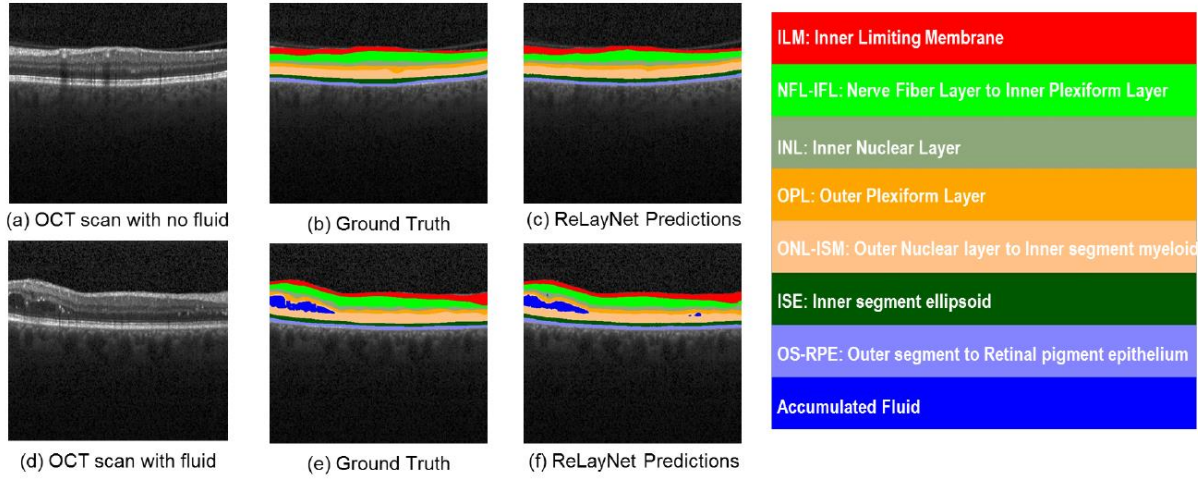 (a) OCT scan with no fluid
(b) Ground Truth
(c) ReLayNet Predictions
(d) OCT scan with fluid
(e) Ground Truth
(f) ReLayNet Predictions
ILM: Inner Limiting Membrane
NFL-IFL: Nerve Fiber Layer to Inner Plexiform Layer
INL: Inner Nuclear Layer
OPL: Outer Plexiform Layer
ONL-ISM: Outer Nuclear layer to Inner segment myeloid
ISE: Inner segment ellipsoid
OS-RPE: Outer segment to Retinal pigment epithelium
Accumulated Fluid